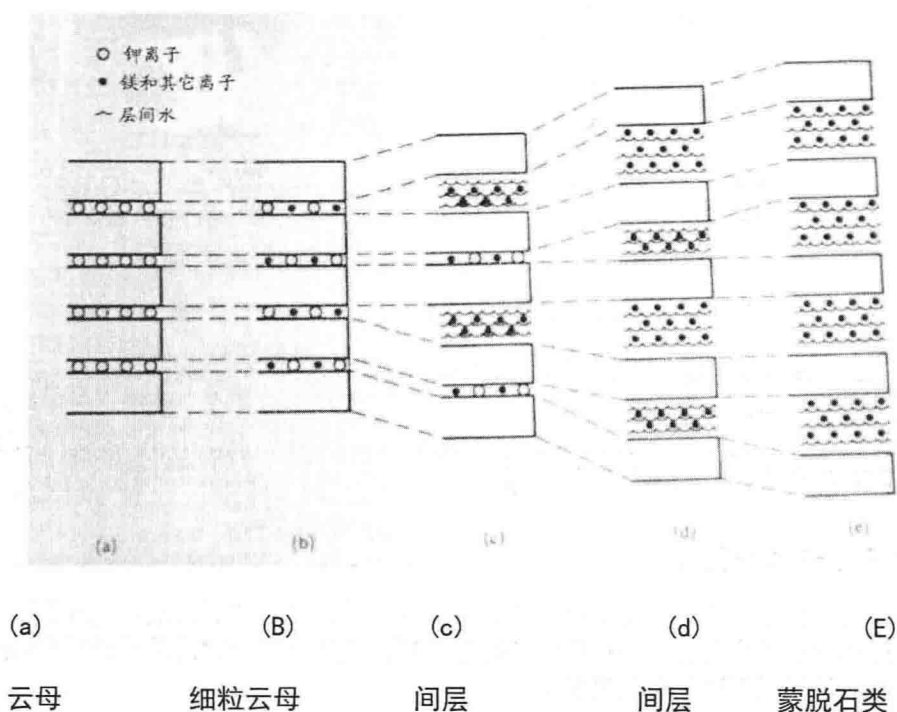 钾离子
镁和其它离子
层间水
(a) (b) (c) (d) (e)
(a) (B) (c) (d) (E)
云母 细粒云母 间层 间层 蒙脱石类